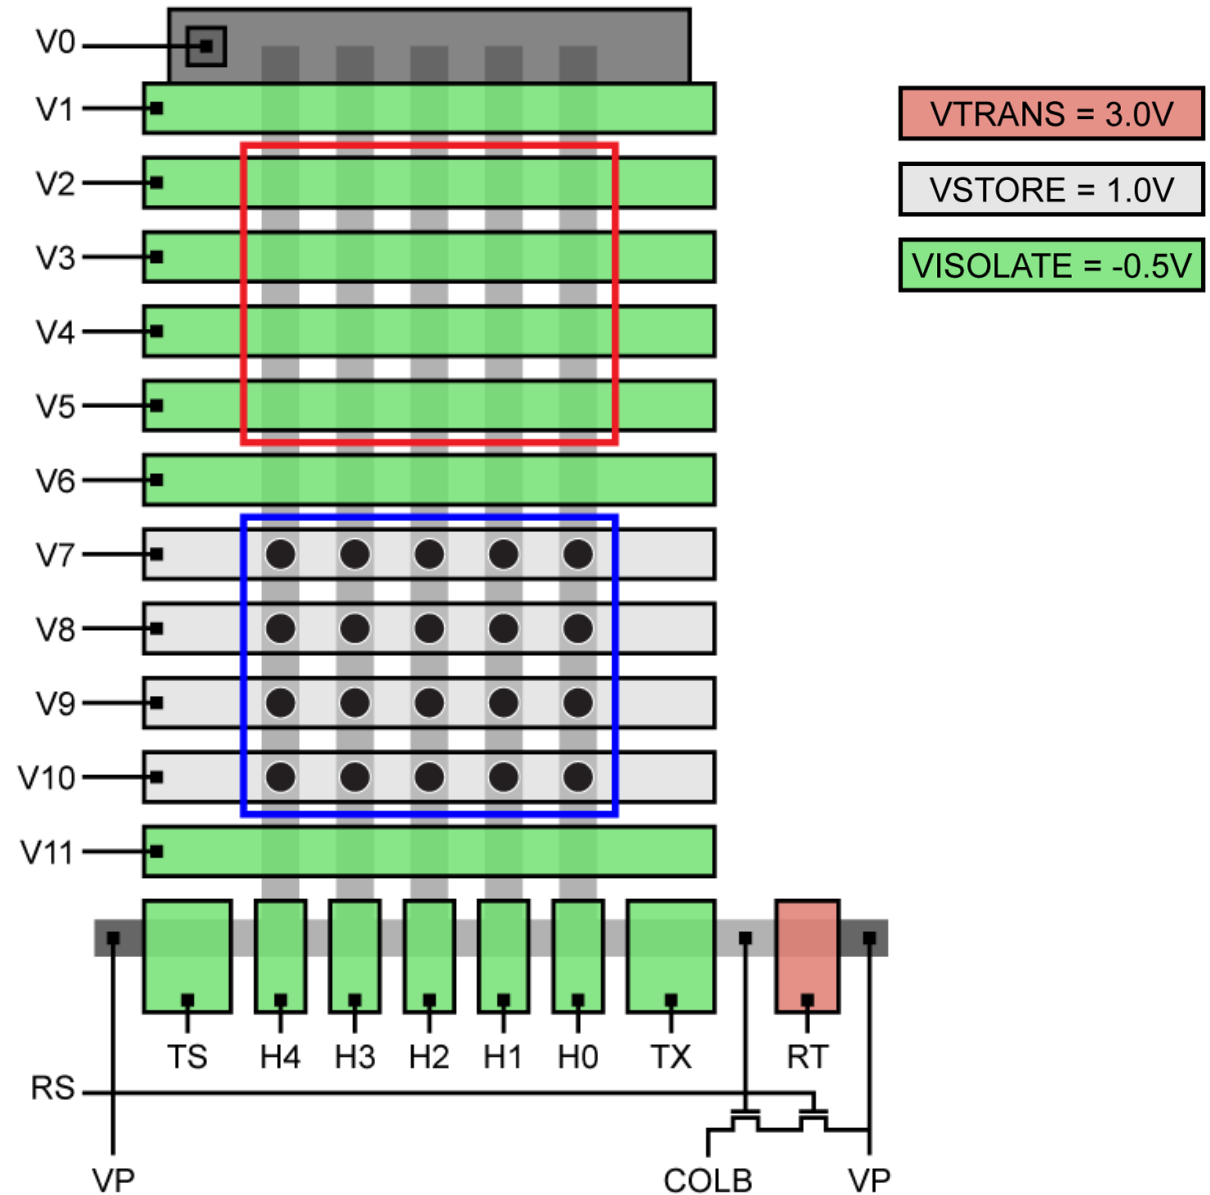 V0
V1
VTRANS = 3.0V
V2
VSTORE = 1.0V
V3
VISOLATE = -0.5V
V4
V5
V6
V7
V8
V9
V10
V11
TS H4 H3 H2 H1 H0 TX RT
RS
VP COLB VP